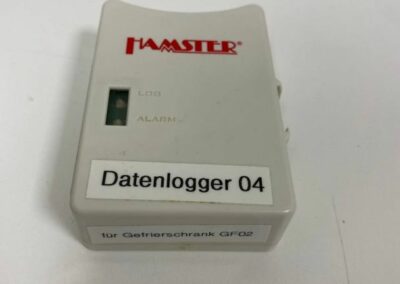 HAMSTER®
LOG
ALARM
Datenlogger 04
für Gefrierschrank GF02